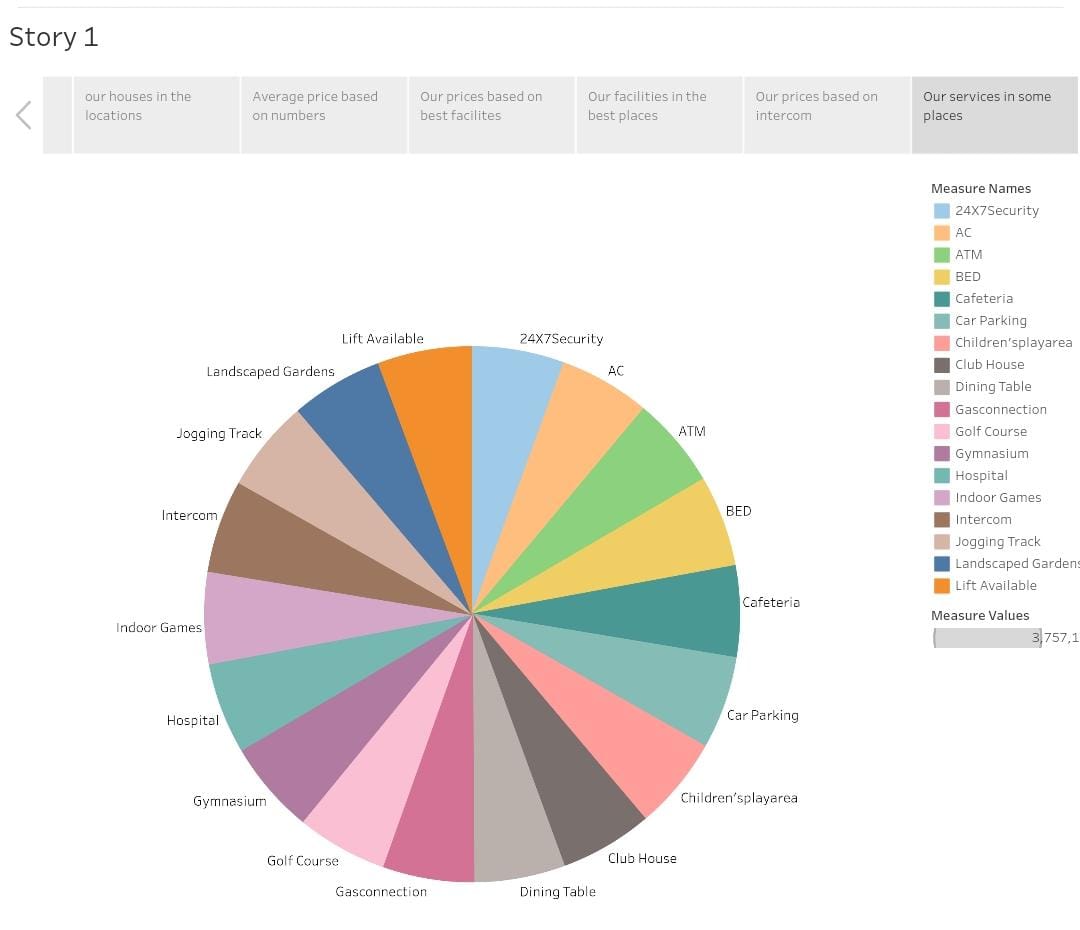 Story 1
our houses in the
locations
Average price based
on numbers
Our prices based on
best facilites
Our facilities in the
best places
Our prices based on
intercom
Our services in some
places
Measure Names
24X7Security
AC
ATM
BED
Cafeteria
Car Parking
Children'splayarea
Club House
Dining Table
Gasconnection
Golf Course
Gymnasium
Hospital
Indoor Games
Intercom
Jogging Track
Landscaped Gardens
Lift Available
Measure Values
3,757,1
Lift Available
24X7Security
Landscaped Gardens
AC
Jogging Track
ATM
Intercom
BED
Cafeteria
Indoor Games
Car Parking
Hospital
Children'splayarea
Gymnasium
Club House
Golf Course
Gasconnection
Dining Table